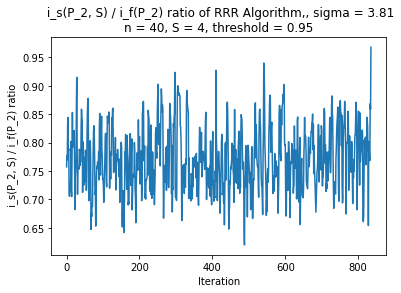 i_s(P_2, S) / i_f(P_2) ratio of RRR Algorithm,, sigma = 3.81
n = 40, S = 4, threshold = 0.95
i_s(P_2, S) / i f(P_2) ratio
0.95
0.90
0.85
0.80
0.75
0.70
0.65
0 200 400 600 800
Iteration